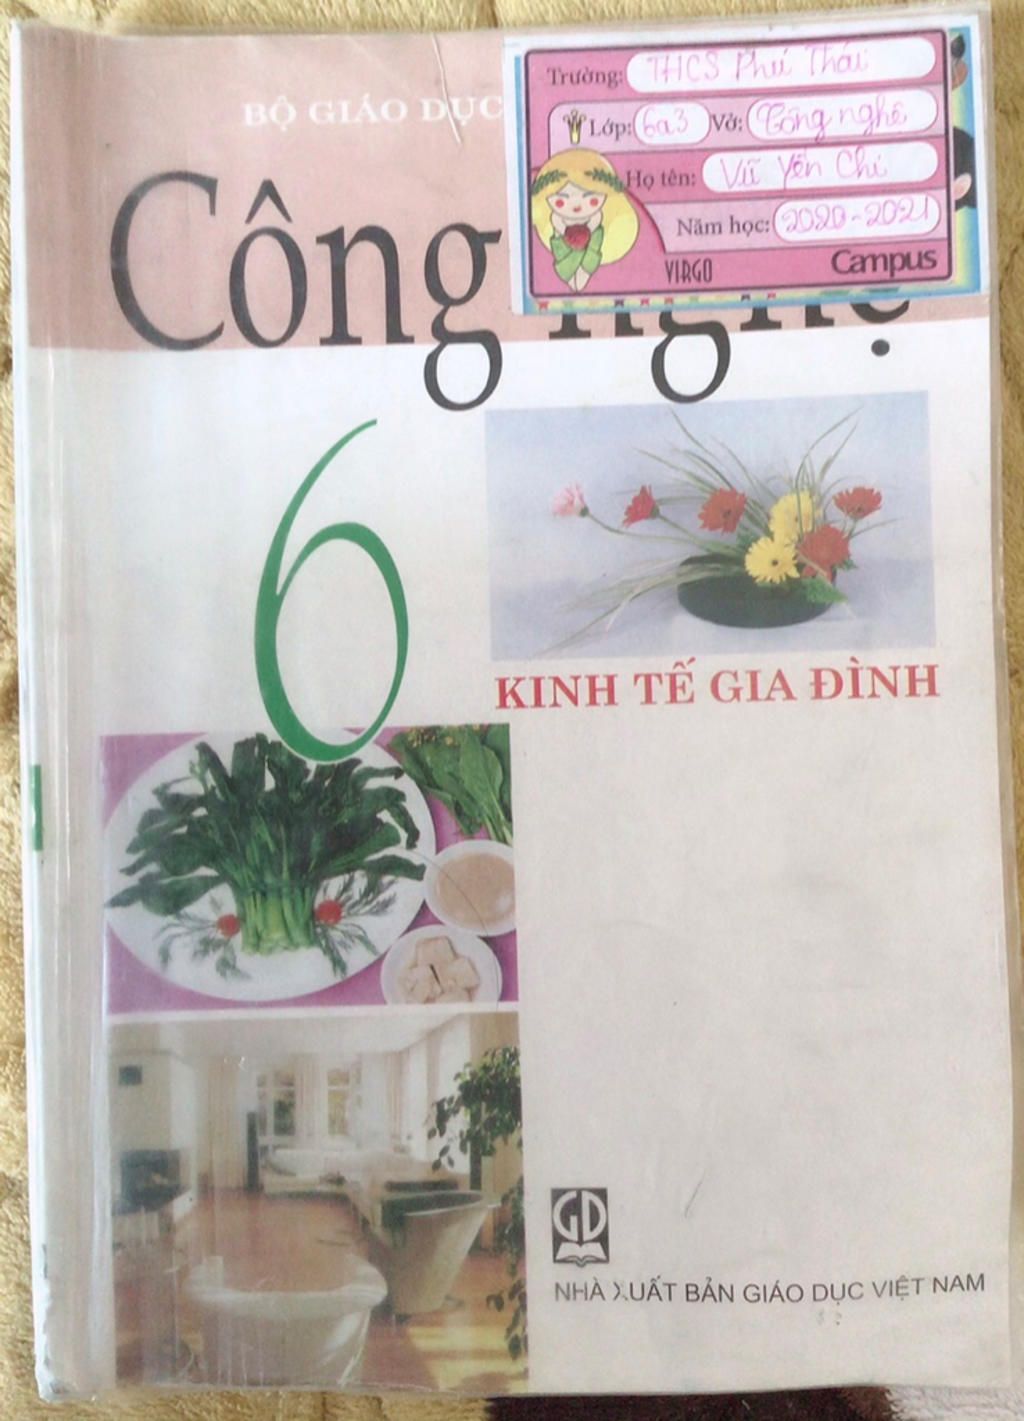 BỘ GIÁO DỤC
Trường: THCS Phú Thái
Lớp: 6a3 Vở: Công nghệ
Họ tên: Vũ Yến Chi
Năm học: 2020-2021
VIRGO
Campus
Công nghệ
6
KINH TẾ GIA ĐÌNH
GD
NHÀ XUẤT BẢN GIÁO DỤC VIỆT NAM